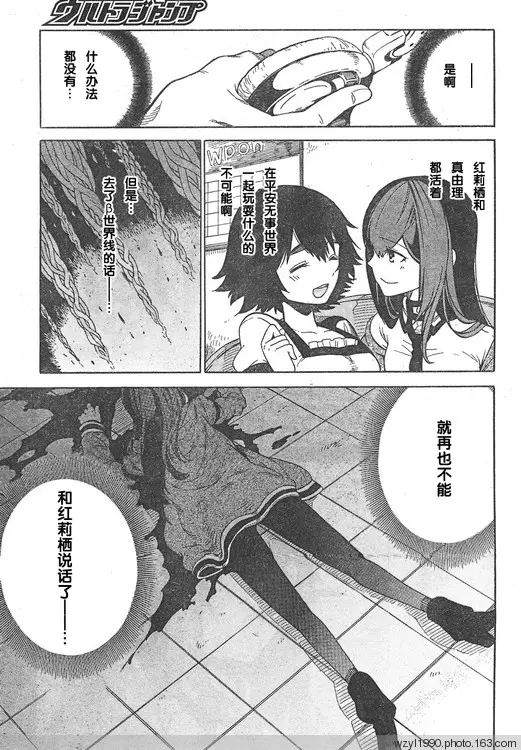 ウルトラジャンプ
——
是啊
什么办法
都没有…
红莉栖和
真由理
都活着
在平安无事世界
一起玩耍什么的
不可能啊
但是…
去了β世界线的话……
就再也不能
和红莉栖说话了——…
wzyl1990.photo.163.com